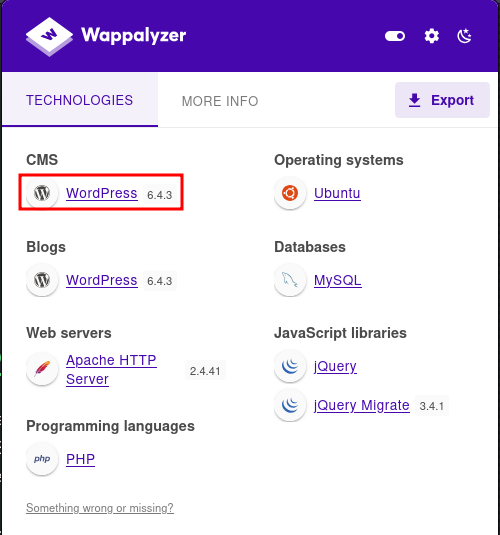 Wappalyzer
TECHNOLOGIES
MORE INFO
Export
CMS
WordPress 6.4.3
Operating systems
Ubuntu
Blogs
WordPress 6.4.3
Databases
MySQL
Web servers
Apache HTTP
Server 2.4.41
JavaScript libraries
jQuery
jQuery Migrate 3.4.1
Programming languages
php PHP
Something wrong or missing?